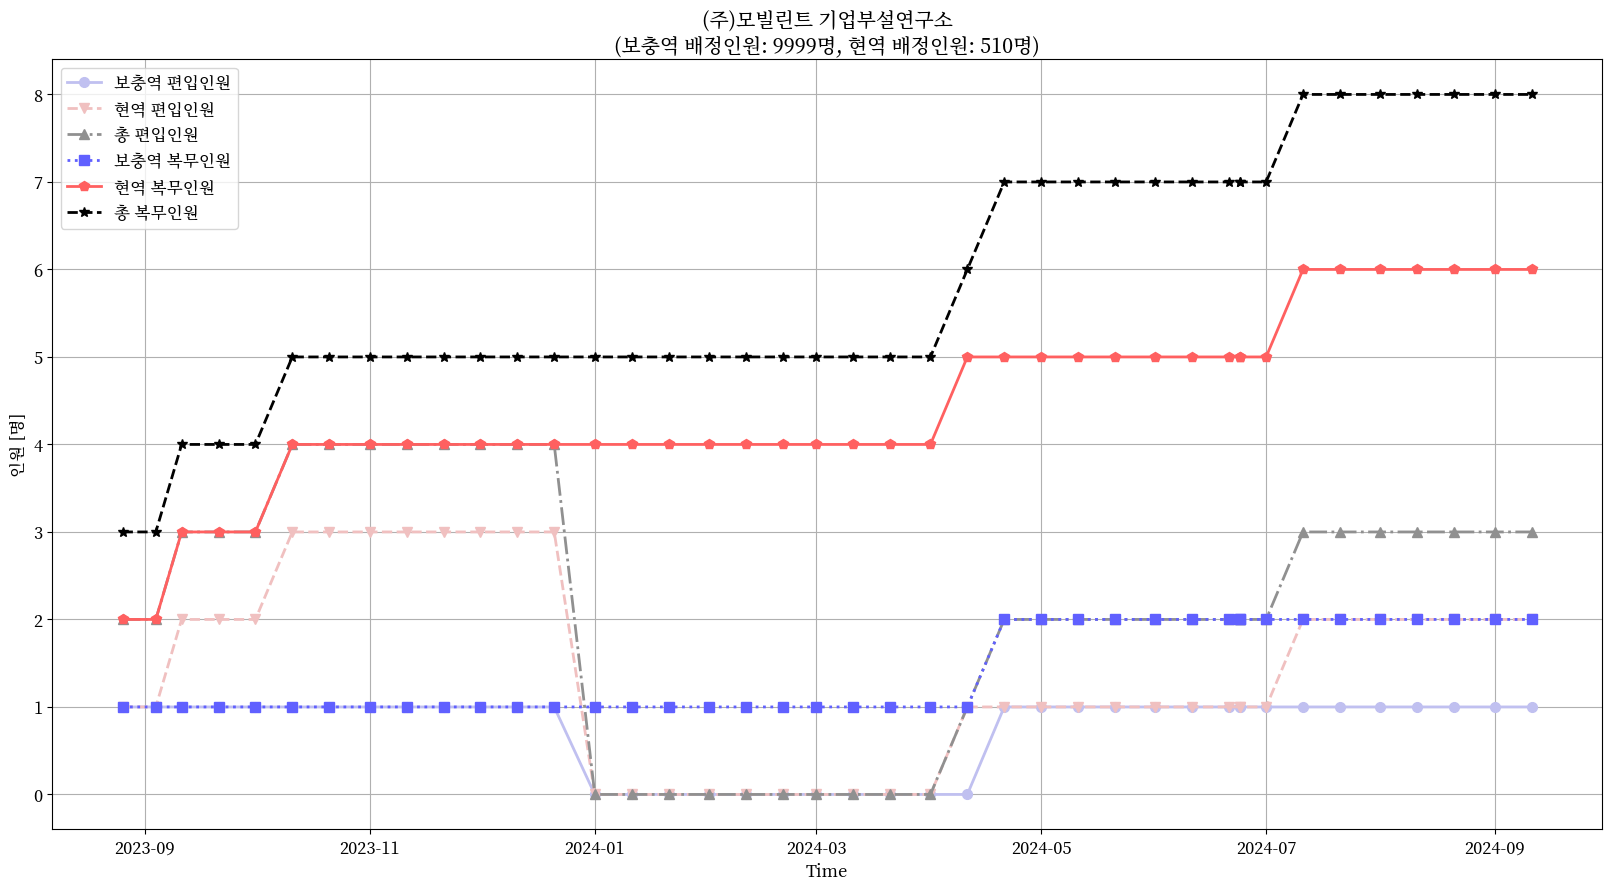 (주)모빌린트 기업부설연구소
(보충역 배정인원: 9999명, 현역 배정인원: 510명)
보충역 편입인원
현역 편입인원
총 편입인원
보충역 복무인원
현역 복무인원
총 복무인원
8
7
6
5
4
3
2
1
0
인원 [명]
2023-09
2023-11
2024-01
2024-03
2024-05
2024-07
2024-09
Time